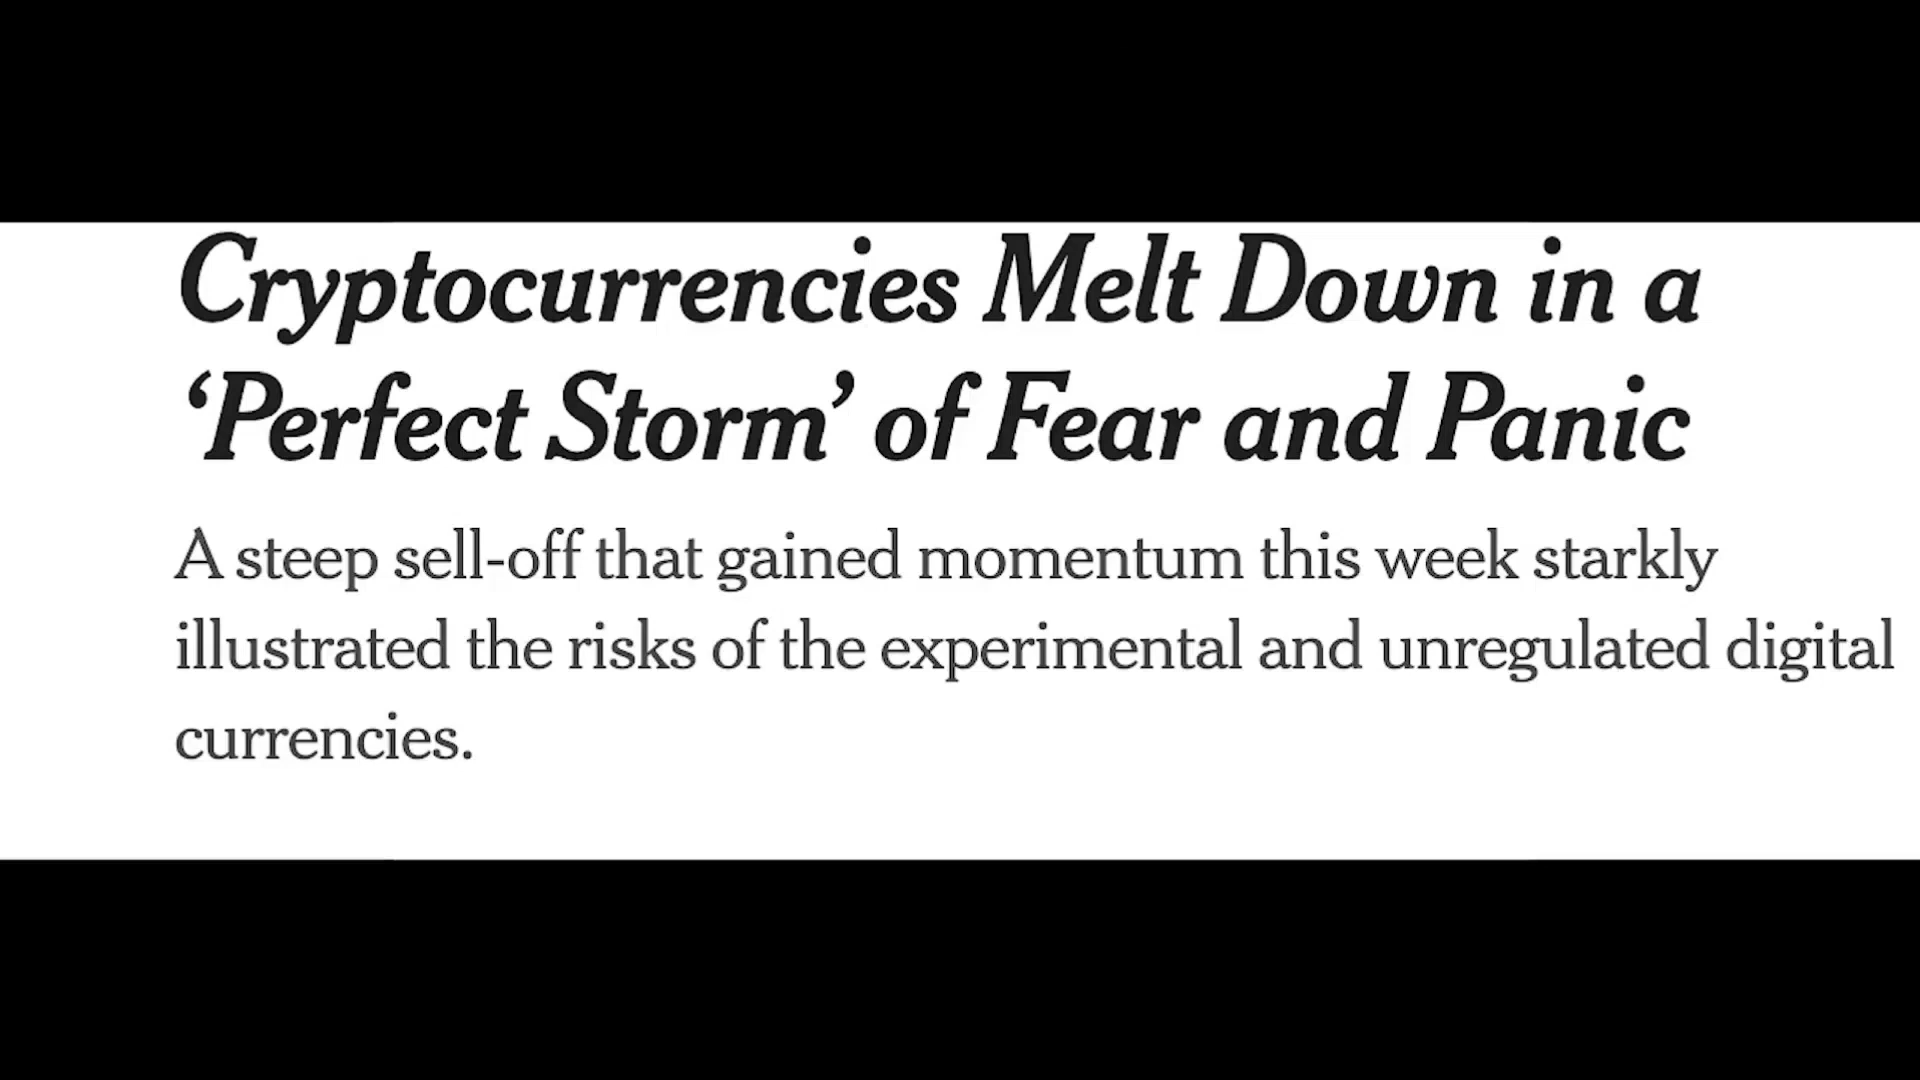 Cryptocurrencies Melt Down in a
‘Perfect Storm’ of Fear and Panic
A steep sell-off that gained momentum this week starkly
illustrated the risks of the experimental and unregulated digital
currencies.